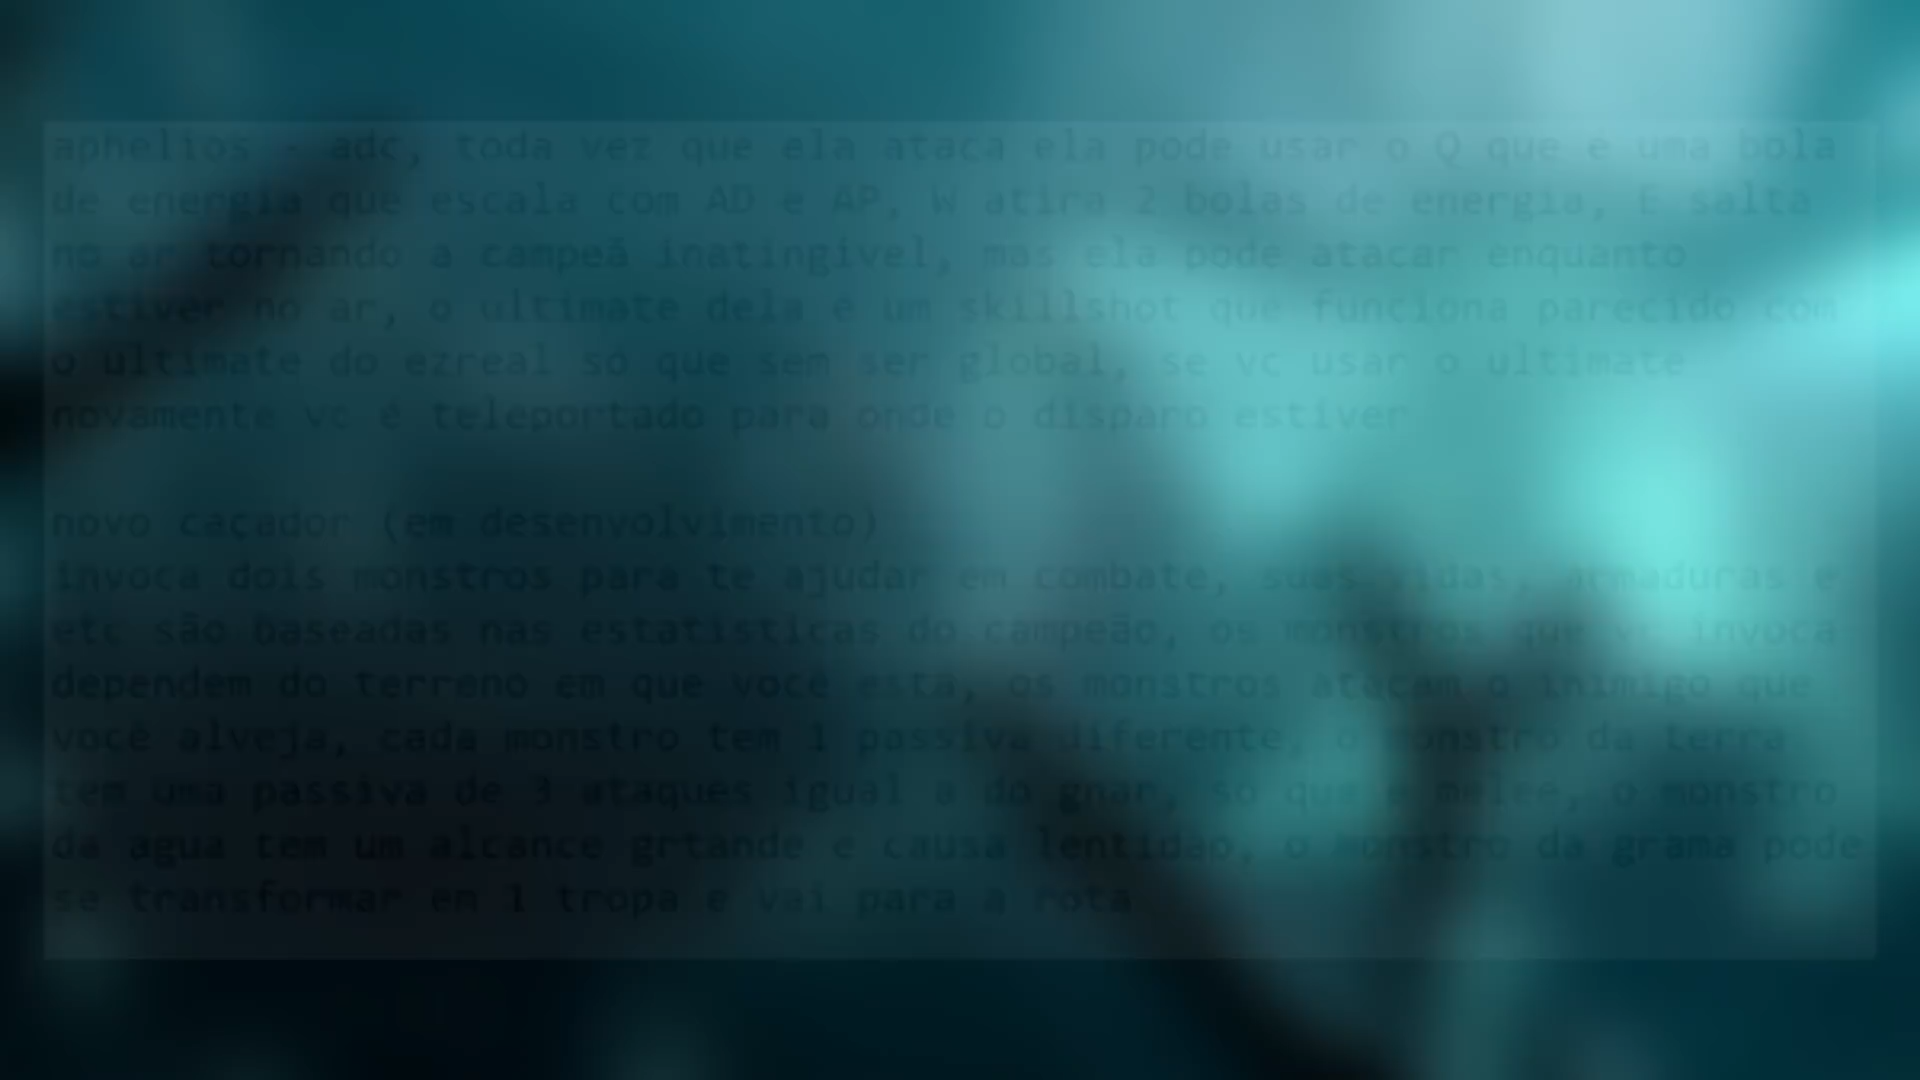 aphelios - adc, toda vez que ela ataca ela pode usar o Q que é uma bola
de energia que escala com AD e AP, W atira 2 bolas de energia, E salta
no ar tornando a campeã inatingível, mas ela pode atacar enquanto
estiver no ar, o ultimate dela é um skillshot que funciona parecido com
o ultimate do ezreal só que sem ser global, se vc usar o ultimate
novamente vc é teleportado para onde o disparo estiver
novo caçador (em desenvolvimento)
invoca dois monstros para te ajudar em combate, suas vidas, armaduras e
etc são baseadas nas estatísticas do campeão, os monstros que vc invoca
dependem do terreno em que você está, os monstros atacam o inimigo que
você alveja, cada monstro tem 1 passiva diferente, o monstro da terra
tem uma passiva de 3 ataques igual a do gnar, só que é melee, o monstro
da agua tem um alcance grtande e causa lentidão, o monstro da grama pode
se transformar em 1 tropa e vai para a rota